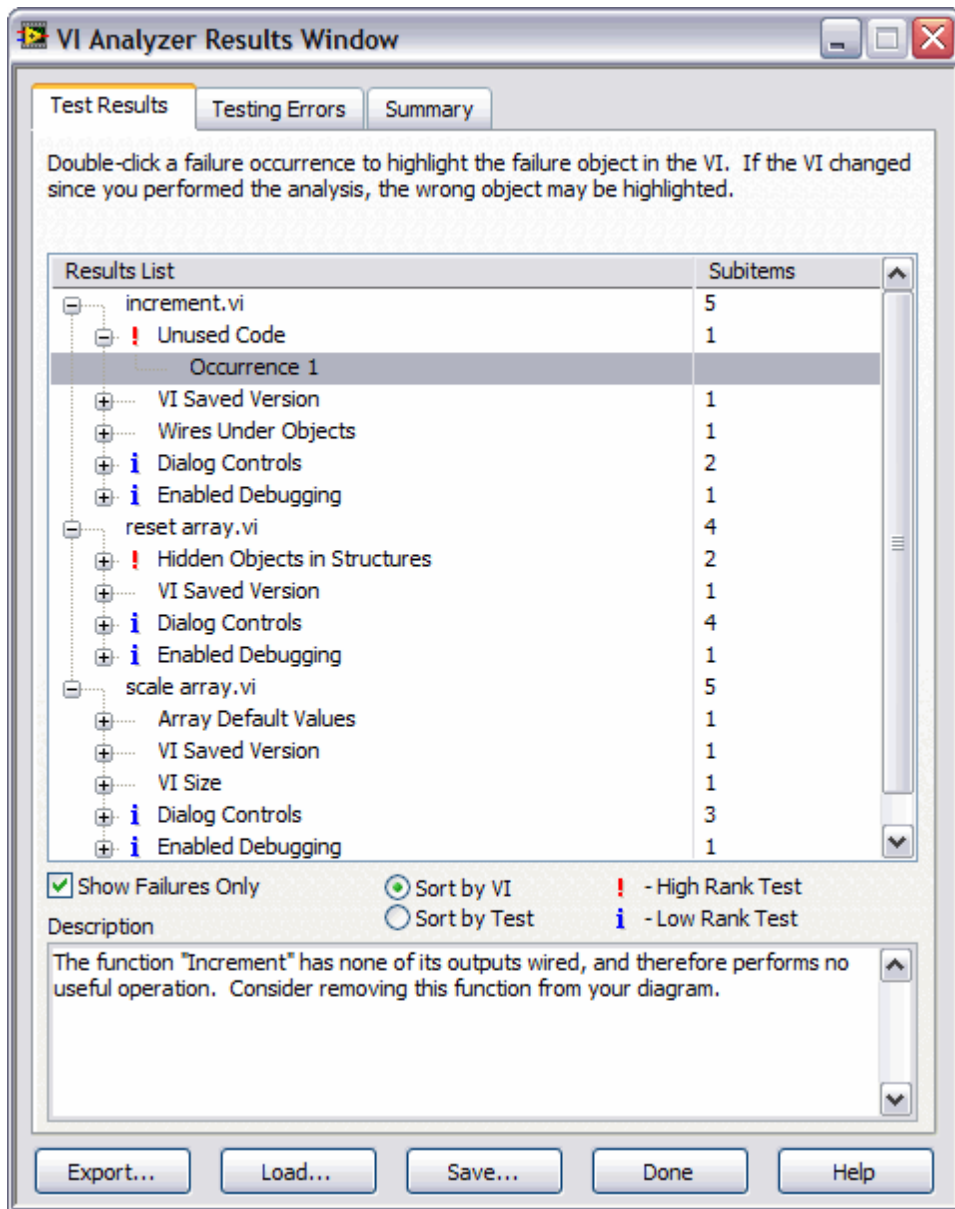 VI Analyzer Results Window
Test Results Testing Errors Summary
Double-click a failure occurrence to highlight the failure object in the VI. If the VI changed
since you performed the analysis, the wrong object may be highlighted.
Results List Subitems
increment.vi 5
! Unused Code 1
Occurrence 1
VI Saved Version 1
Wires Under Objects 1
i Dialog Controls 2
i Enabled Debugging 1
reset array.vi 4
! Hidden Objects in Structures 2
VI Saved Version 1
i Dialog Controls 4
i Enabled Debugging 1
scale array.vi 5
Array Default Values 1
VI Saved Version 1
VI Size 1
i Dialog Controls 3
i Enabled Debugging 1
Show Failures Only Sort by VI ! - High Rank Test
Sort by Test i - Low Rank Test
Description
The function "Increment" has none of its outputs wired, and therefore performs no
useful operation. Consider removing this function from your diagram.
Export... Load... Save... Done Help